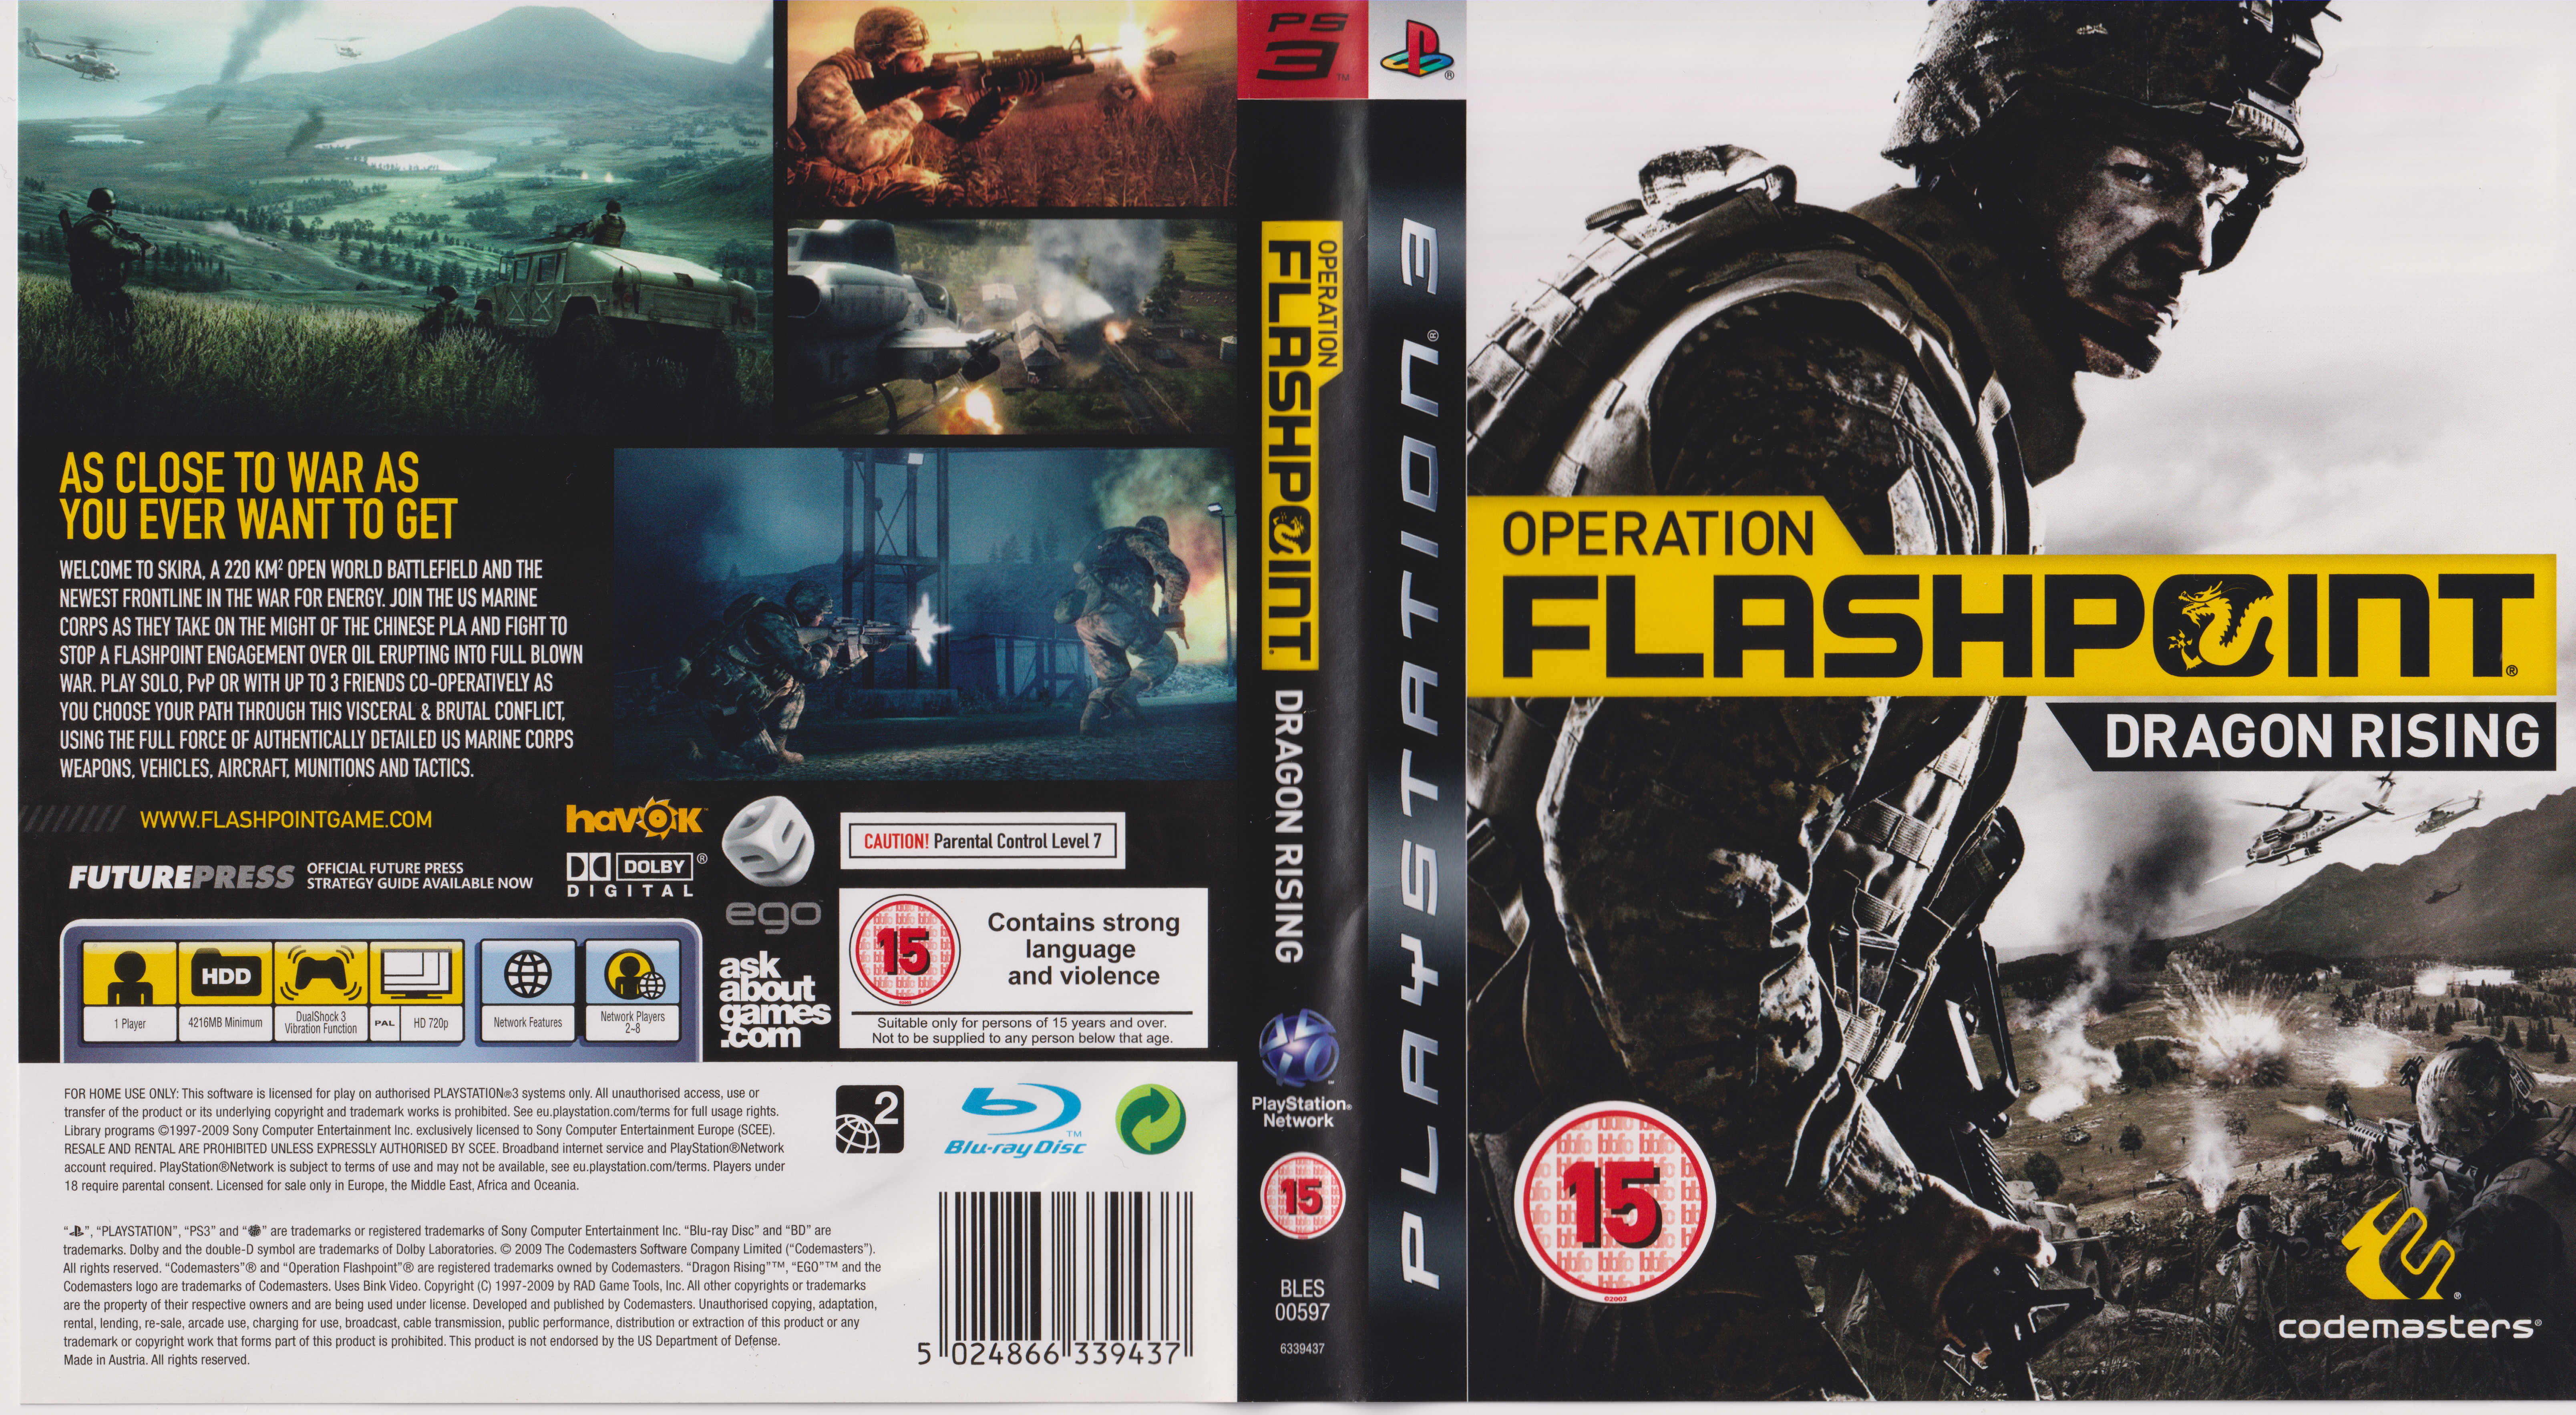 AS CLOSE TO WAR AS
YOU EVER WANT TO GET
WELCOME TO SKIRA, A 220 KM² OPEN WORLD BATTLEFIELD AND THE
NEWEST FRONTLINE IN THE WAR FOR ENERGY. JOIN THE US MARINE
CORPS AS THEY TAKE ON THE MIGHT OF THE CHINESE PLA AND FIGHT TO
STOP A FLASHPOINT ENGAGEMENT OVER OIL ERUPTING INTO FULL BLOWN
WAR. PLAY SOLO, PvP OR WITH UP TO 3 FRIENDS CO-OPERATIVELY AS
YOU CHOOSE YOUR PATH THROUGH THIS VISCERAL & BRUTAL CONFLICT,
USING THE FULL FORCE OF AUTHENTICALLY DETAILED US MARINE CORPS
WEAPONS, VEHICLES, AIRCRAFT, MUNITIONS AND TACTICS.
WWW.FLASHPOINTGAME.COM
FUTUREPRESS
OFFICIAL FUTURE PRESS
STRATEGY GUIDE AVAILABLE NOW
havok™
DOLBY®
DIGITAL
ego™
CAUTION! Parental Control Level 7
15
Contains strong
language
and violence
Suitable only for persons of 15 years and over.
Not to be supplied to any person below that age.
ask
about
games
.com
HDD
1 Player
4216MB Minimum
DualShock 3
Vibration Function
PAL
HD 720p
Network Features
Network Players
2-8
FOR HOME USE ONLY: This software is licensed for play on authorised PLAYSTATION®3 systems only. All unauthorised access, use or
transfer of the product or its underlying copyright and trademark works is prohibited. See eu.playstation.com/terms for full usage rights.
Library programs ©1997-2009 Sony Computer Entertainment Inc. exclusively licensed to Sony Computer Entertainment Europe (SCEE).
RESALE AND RENTAL ARE PROHIBITED UNLESS EXPRESSLY AUTHORISED BY SCEE. Broadband internet service and PlayStation®Network
account required. PlayStation®Network is subject to terms of use and may not be available, see eu.playstation.com/terms. Players under
18 require parental consent. Licensed for sale only in Europe, the Middle East, Africa and Oceania.
2
Blu-ray Disc™
“”, “PLAYSTATION”, “PS3” and “” are trademarks or registered trademarks of Sony Computer Entertainment Inc. “Blu-ray Disc” and “BD” are
trademarks. Dolby and the double-D symbol are trademarks of Dolby Laboratories. © 2009 The Codemasters Software Company Limited (“Codemasters”).
All rights reserved. “Codemasters”® and “Operation Flashpoint”® are registered trademarks owned by Codemasters. “Dragon Rising”™, “EGO”™ and the
Codemasters logo are trademarks of Codemasters. Uses Bink Video. Copyright (C) 1997-2009 by RAD Game Tools, Inc. All other copyrights or trademarks
are the property of their respective owners and are being used under license. Developed and published by Codemasters. Unauthorised copying, adaptation,
rental, lending, re-sale, arcade use, charging for use, broadcast, cable transmission, public performance, distribution or extraction of this product or any
trademark or copyright work that forms part of this product is prohibited. This product is not endorsed by the US Department of Defense.
Made in Austria. All rights reserved.
5 024866 339437
PS3™
OPERATION
FLASHPOINT®
DRAGON RISING
PlayStation®
Network
15
BLES
00597
6339437
PLAYSTATION®3
OPERATION
FLASHPOINT®
DRAGON RISING
bbfc
15
©2002
codemasters®